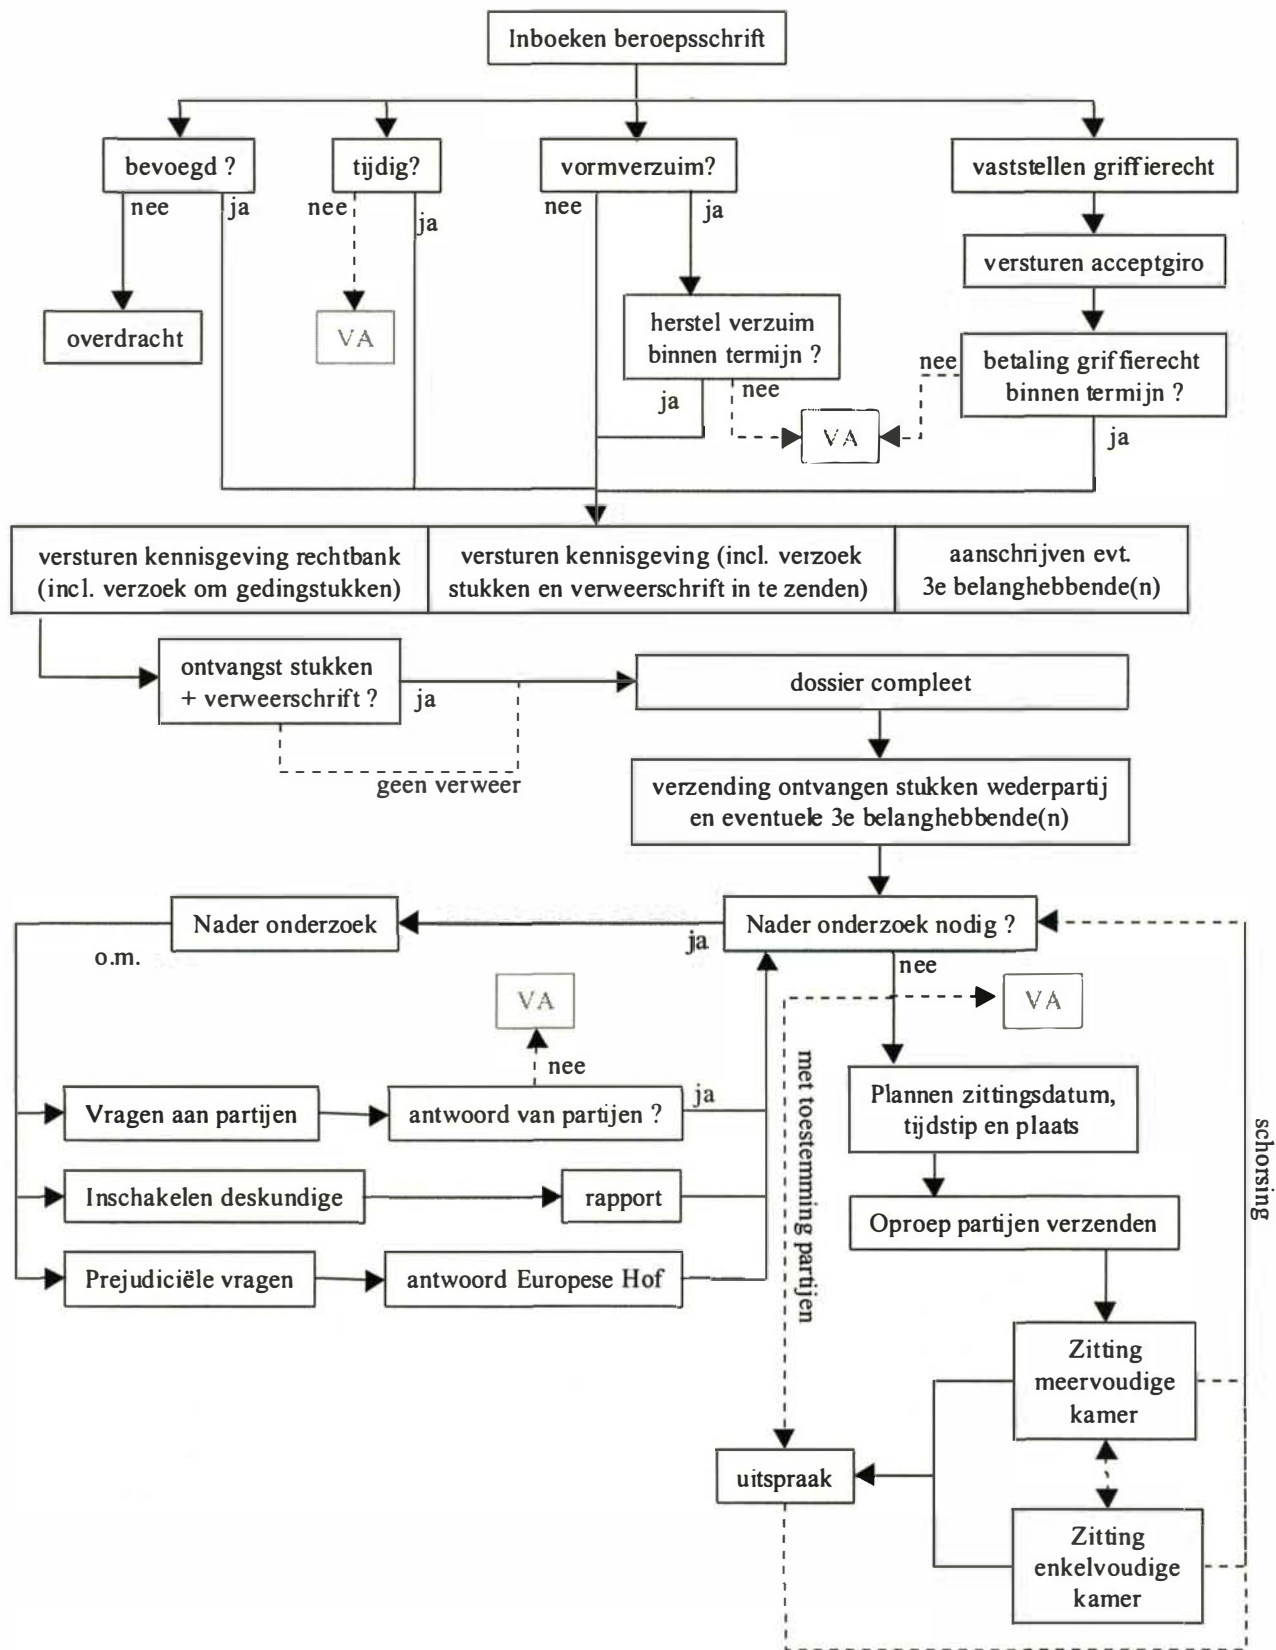 Inboeken beroepsschrift
bevoegd ?
tijdig?
vormverzuim?
vaststellen griffierecht
nee
ja
nee
ja
nee
ja
versturen acceptgiro
overdracht
VA
herstel verzuim
binnen termijn ?
nee
betaling griffierecht
binnen termijn ?
ja
nee
VA
ja
versturen kennisgeving rechtbank
(incl. verzoek om gedingstukken)
versturen kennisgeving (incl. verzoek
stukken en verweerschrift in te zenden)
aanschrijven evt.
3e belanghebbende(n)
ontvangst stukken
+ verweerschrift ?
ja
dossier compleet
geen verweer
verzending ontvangen stukken wederpartij
en eventuele 3e belanghebbende(n)
Nader onderzoek
ja
Nader onderzoek nodig ?
o.m.
nee
VA
VA
nee
met toestemming partijen
Vragen aan partijen
antwoord van partijen ?
ja
Plannen zittingsdatum,
tijdstip en plaats
schorsing
Inschakelen deskundige
rapport
Oproep partijen verzenden
Prejudiciële vragen
antwoord Europese Hof
Zitting
meervoudige
kamer
uitspraak
Zitting
enkelvoudige
kamer